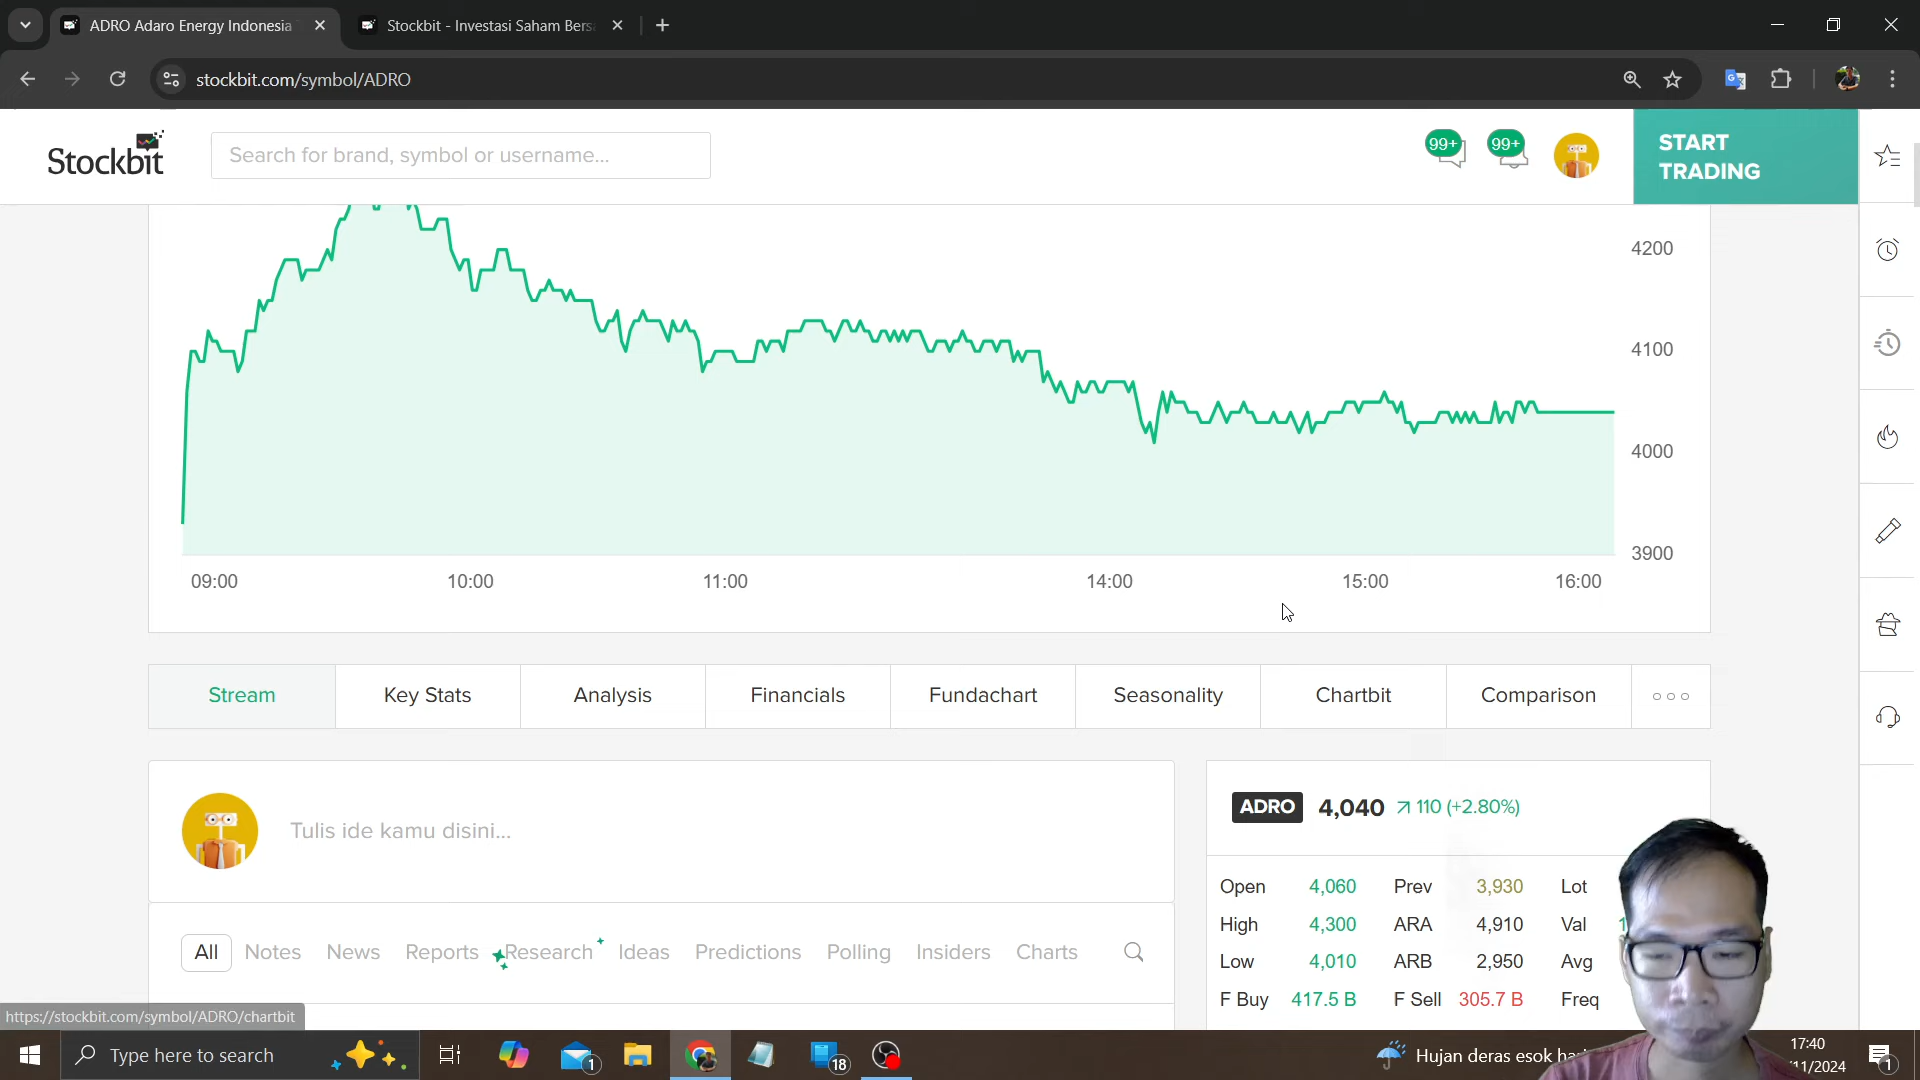 ADRO Adaro Energy Indonesia
Stockbit - Investasi Saham Bers
stockbit.com/symbol/ADRO
Stockbit
Search for brand, symbol or username...
99+
99+
START
TRADING
4200
4100
4000
3900
09:00
10:00
11:00
14:00
15:00
16:00
Stream
Key Stats
Analysis
Financials
Fundachart
Seasonality
Chartbit
Comparison
Tulis ide kamu disini...
ADRO 4,040 110 (+2.80%)
Open 4,060 Prev 3,930 Lot
High 4,300 ARA 4,910 Val
Low 4,010 ARB 2,950 Avg
F Buy 417.5 B F Sell 305.7 B Freq
All Notes News Reports Research Ideas Predictions Polling Insiders Charts
https://stockbit.com/symbol/ADRO/chartbit
Type here to search
1
18
Hujan deras esok hari
17:40
/11/2024
1